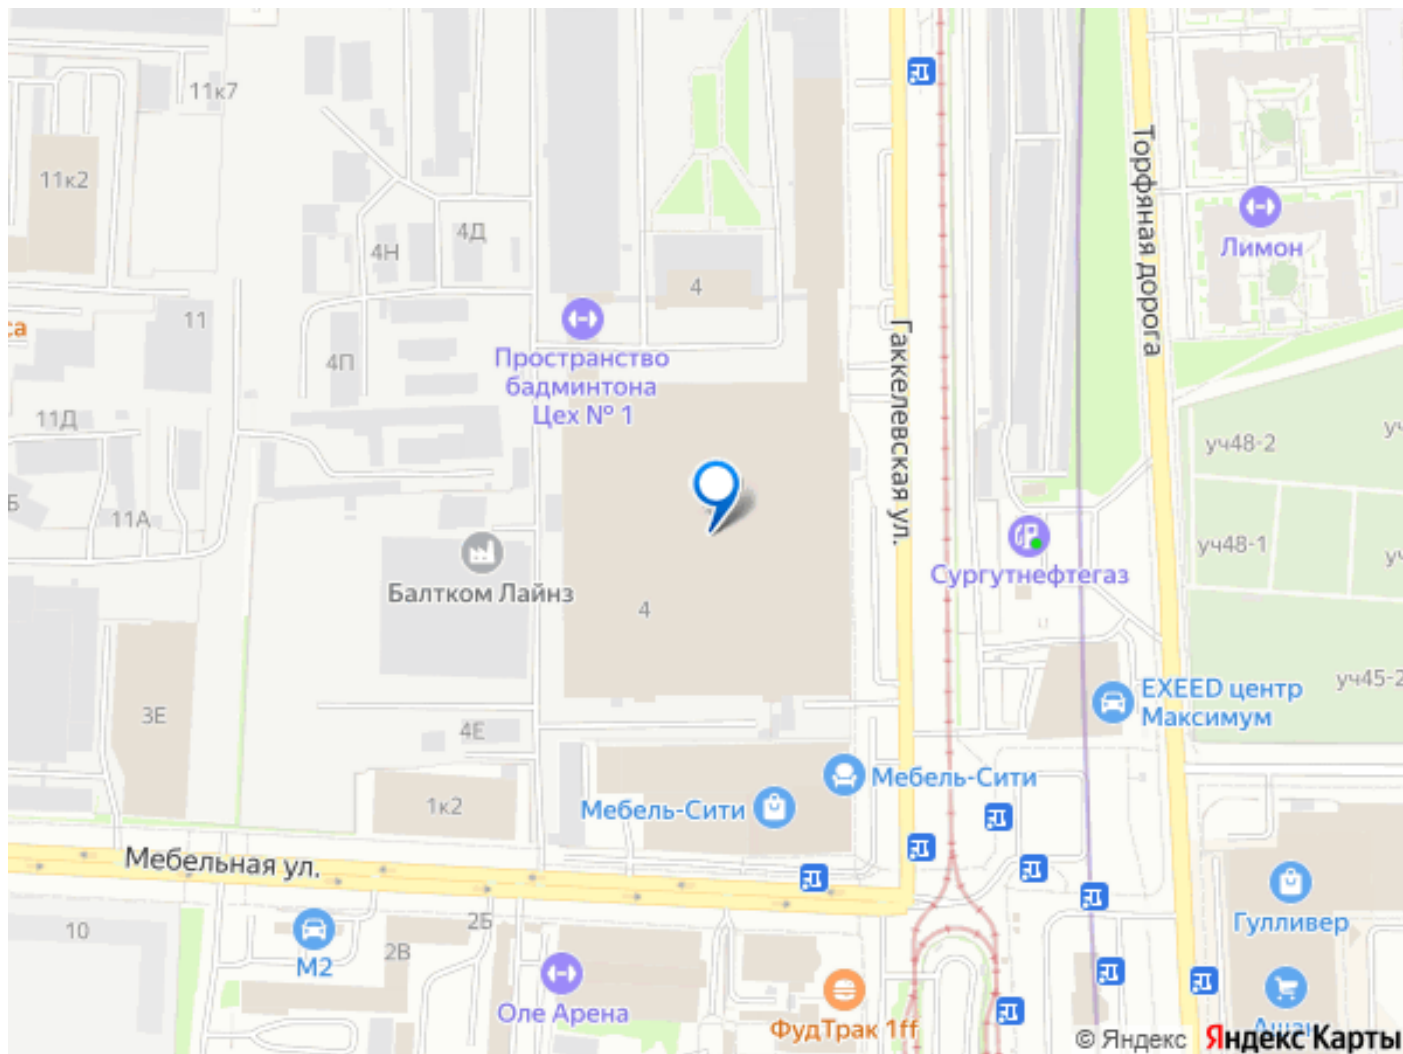 11к7
11к2
Торфяная дорога
Лимон
4Д
4Н
4
11
4П
Пространство
бадминтона
Цех № 1
Гаккелевская ул.
11Д
уч48-2
Б
11А
уч48-1
Сургутнефтегаз
Балтком Лайнз
4
уч45-2
EXEED центр
Максимум
3Е
4Е
Мебель-Сити
Мебель-Сити
1к2
Мебельная ул.
Гулливер
10
2Б
2В
М2
Оле Арена
ФудТрак 1ff
Ашан
© Яндекс Яндекс Карты